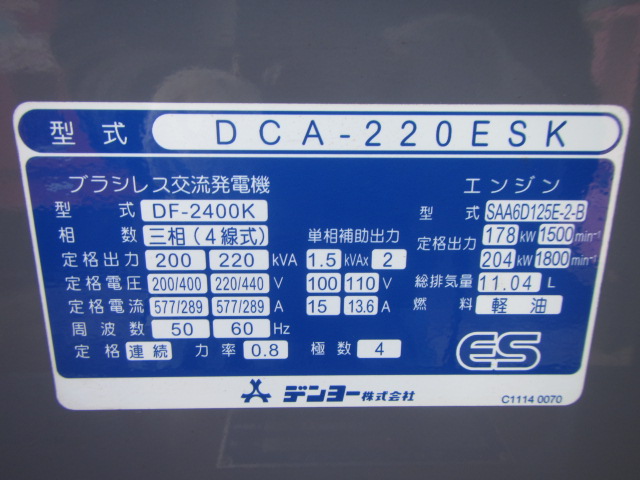 型式 DCA-220ESK
ブラシレス交流発電機
型式 DF-2400K
相数 三相(4線式) 単相補助出力
定格出力 200 220 kVA 1.5 kVAx 2
定格電圧 200/400 220/440 V 100 110 V
定格電流 577/289 577/289 A 15 13.6 A
周波数 50 60 Hz
定格 連続 力率 0.8 極数 4
エンジン
型式 SAA6D125E-2-B
定格出力 178 kW 1500 min⁻¹
204 kW 1800 min⁻¹
総排気量 11.04 L
燃料 軽油
ES
デンヨー株式会社
C1114 0070